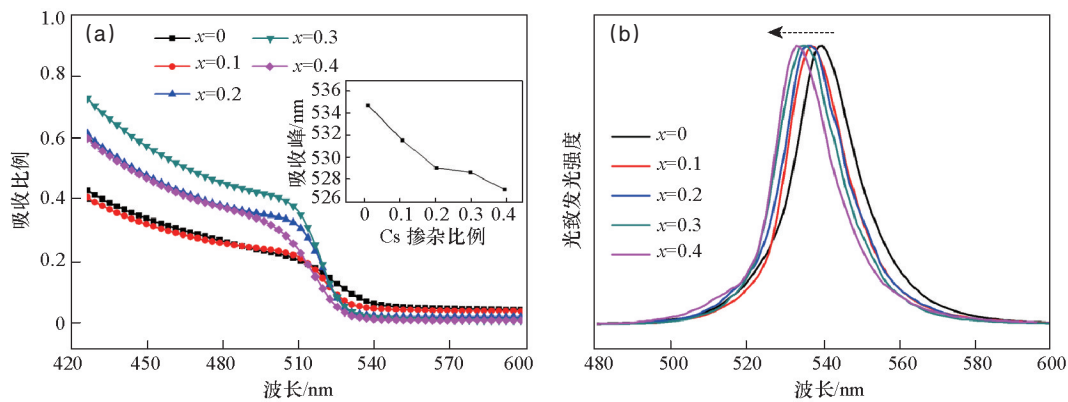 (a)
x=0
x=0.1
x=0.2
x=0.3
x=0.4
吸收比例
1.0
0.8
0.6
0.4
0.2
0
420
450
480
510
540
570
600
波长/nm
吸收峰/nm
536
534
532
530
528
526
0
0.1
0.2
0.3
0.4
Cs 掺杂比例
(b)
x=0
x=0.1
x=0.2
x=0.3
x=0.4
光致发光强度
480
500
520
540
560
580
600
波长/nm